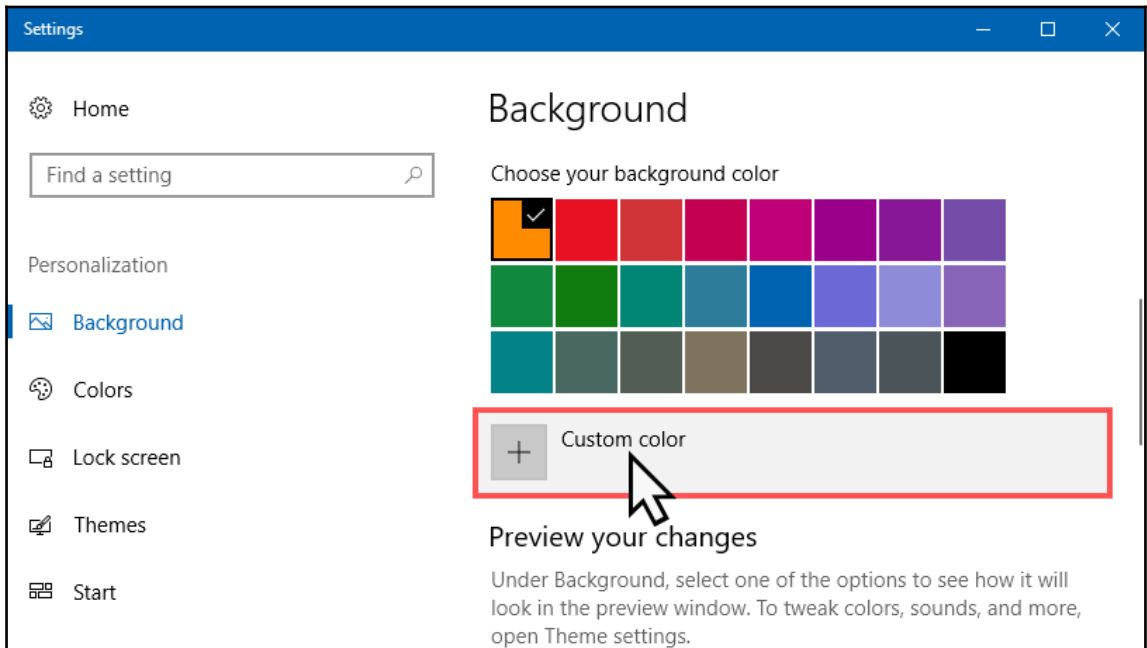 Settings
Home
Find a setting
Personalization
Background
Colors
Lock screen
Themes
Start
Background
Choose your background color
Custom color
Preview your changes
Under Background, select one of the options to see how it will
look in the preview window. To tweak colors, sounds, and more,
open Theme settings.